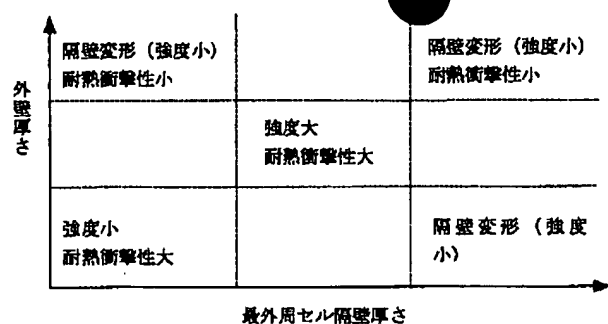 隔壁変形（強度小）
耐熱衝撃性小
隔壁変形（強度小）
耐熱衝撃性小
外壁厚さ
強度大
耐熱衝撃性大
強度小
耐熱衝撃性大
隔壁変形（強度
小）
最外周セル隔壁厚さ